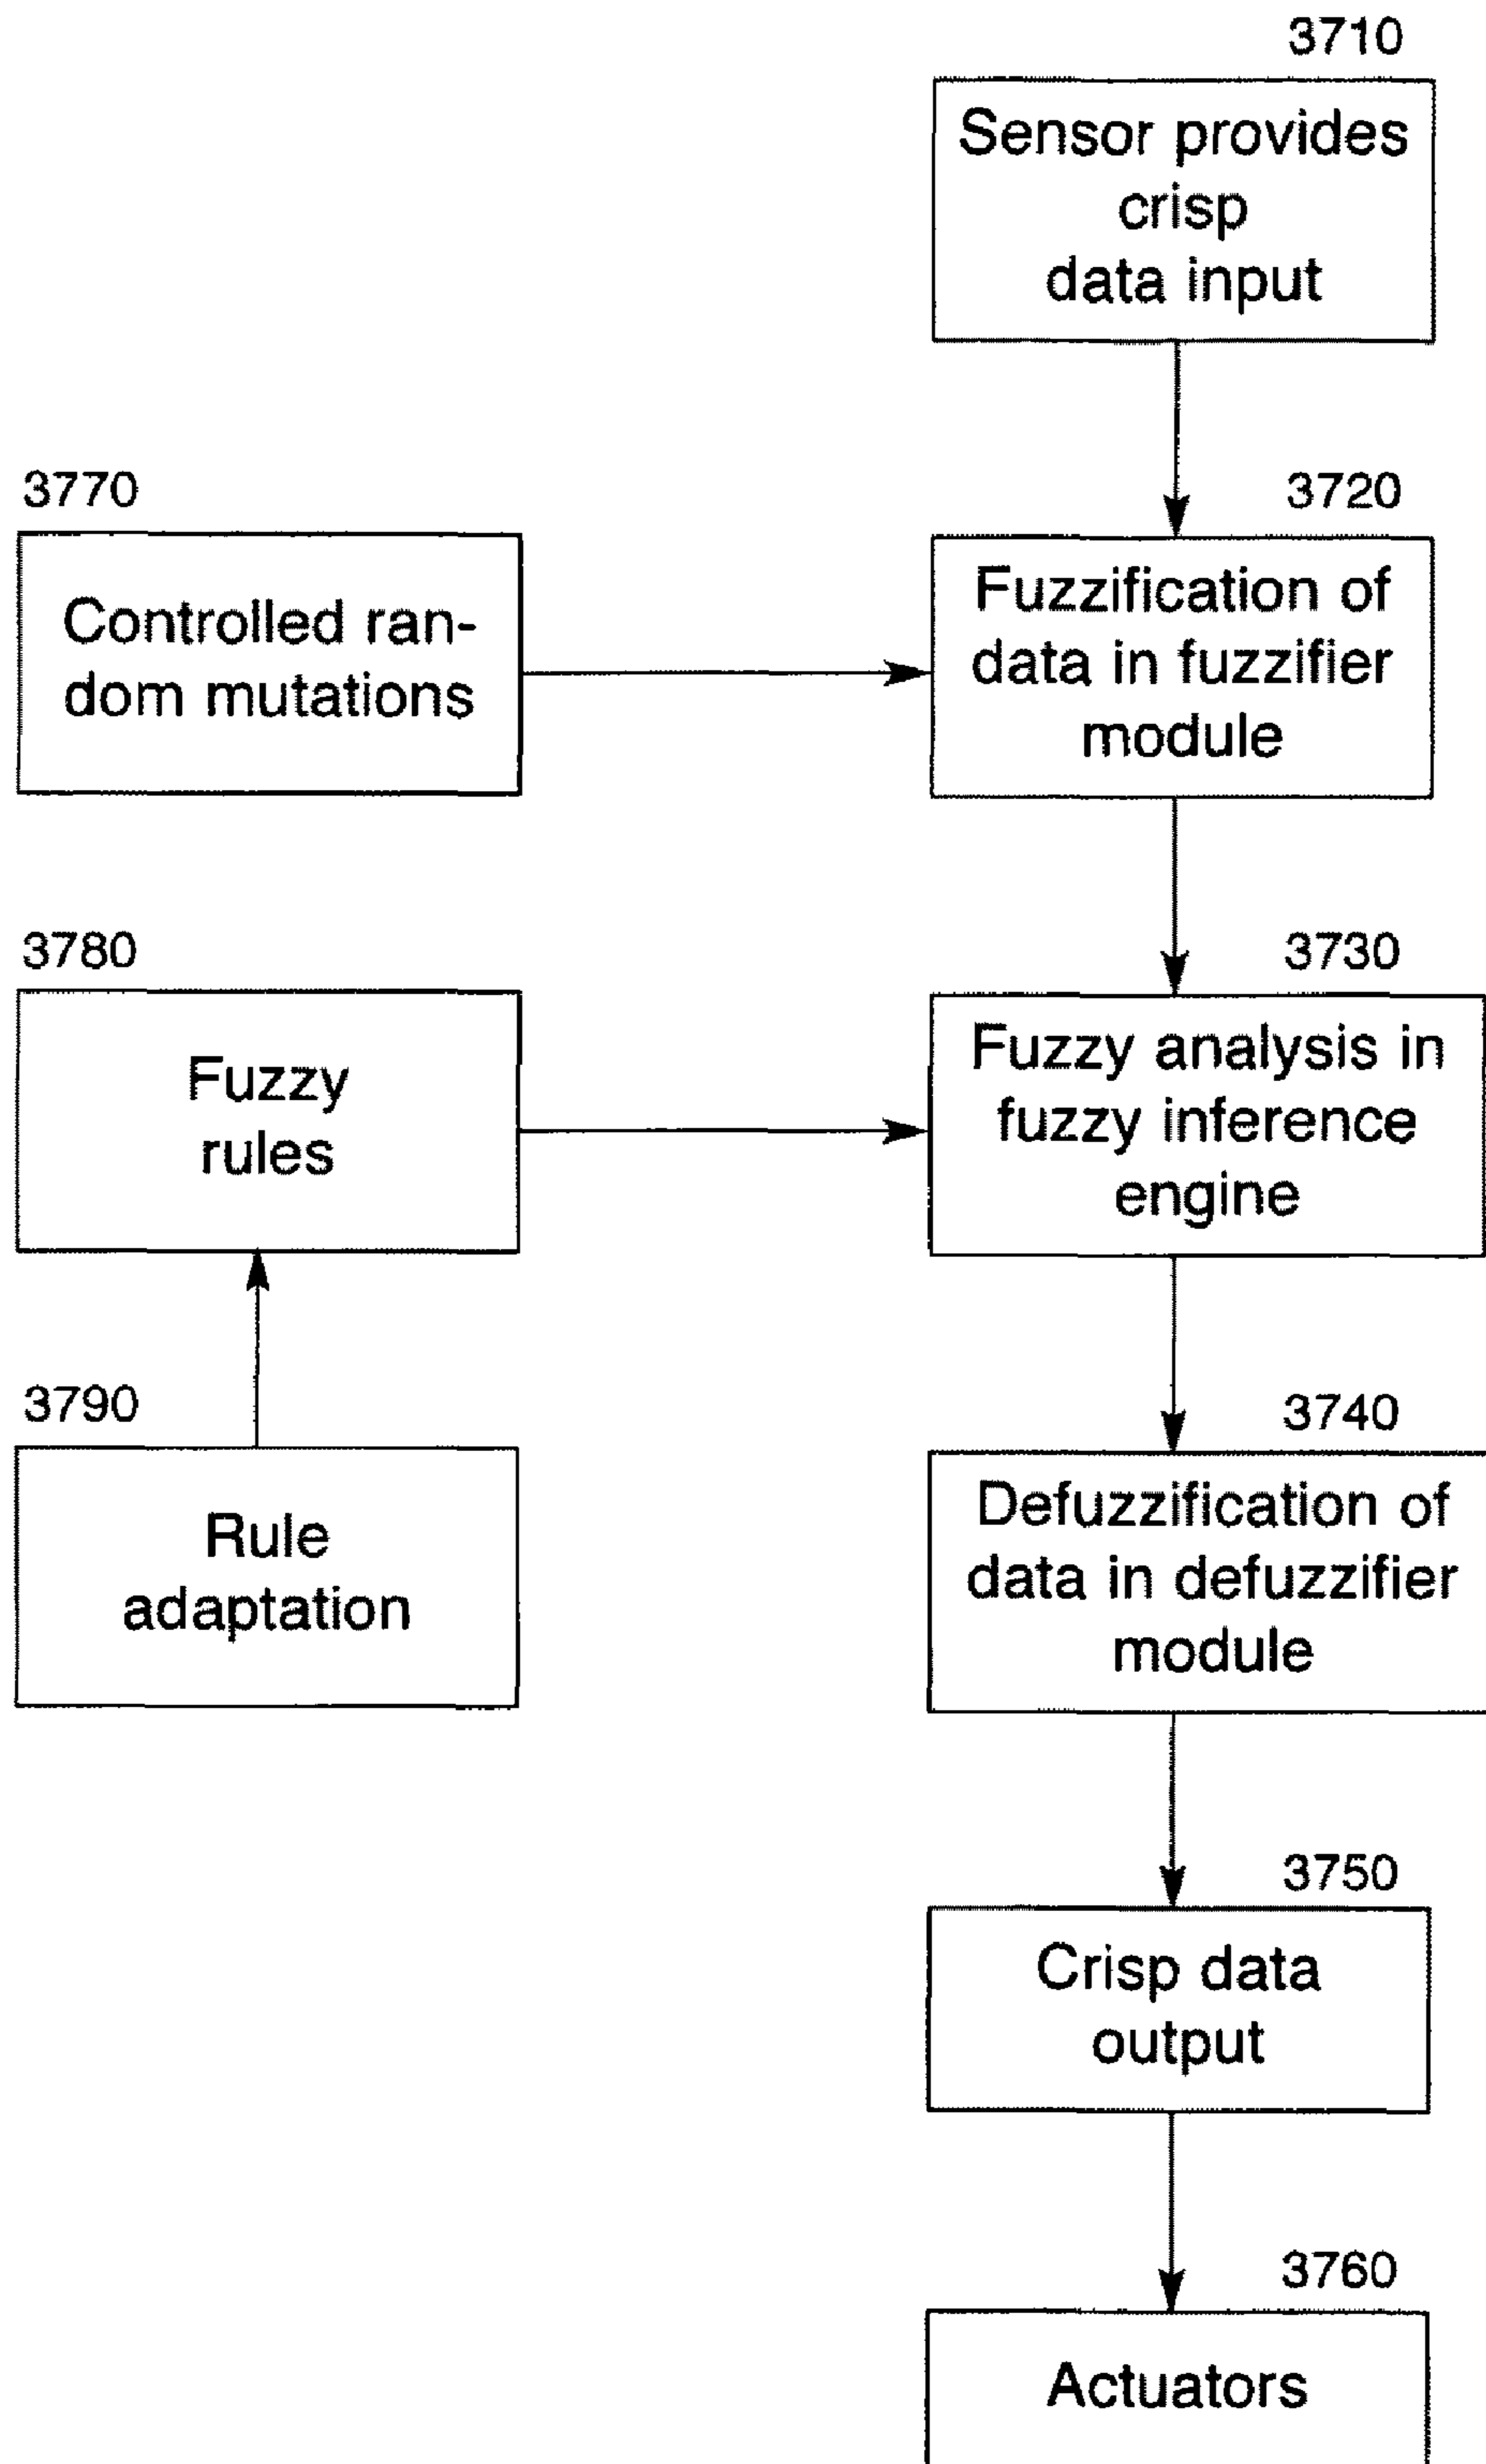 3710
Sensor provides
crisp
data input
3770
Controlled ran-
dom mutations
3720
Fuzzification of
data in fuzzifier
module
3780
Fuzzy
rules
3730
Fuzzy analysis in
fuzzy inference
engine
3790
Rule
adaptation
3740
Defuzzification of
data in defuzzifier
module
3750
Crisp data
output
3760
Actuators